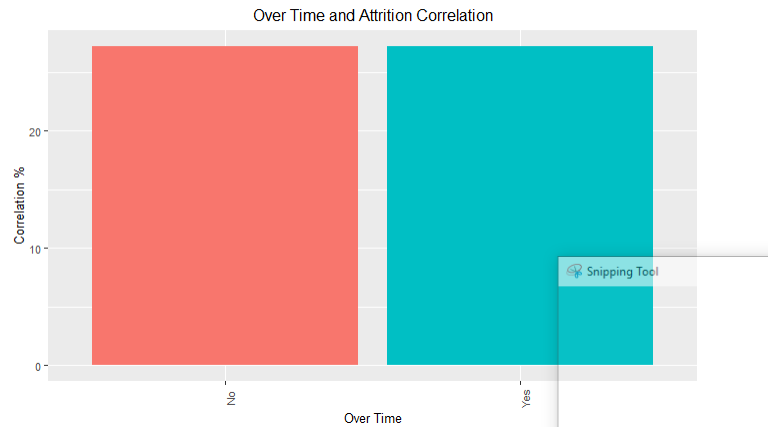 Over Time and Attrition Correlation
Correlation %
20
10
0
No
Yes
Over Time
Snipping Tool